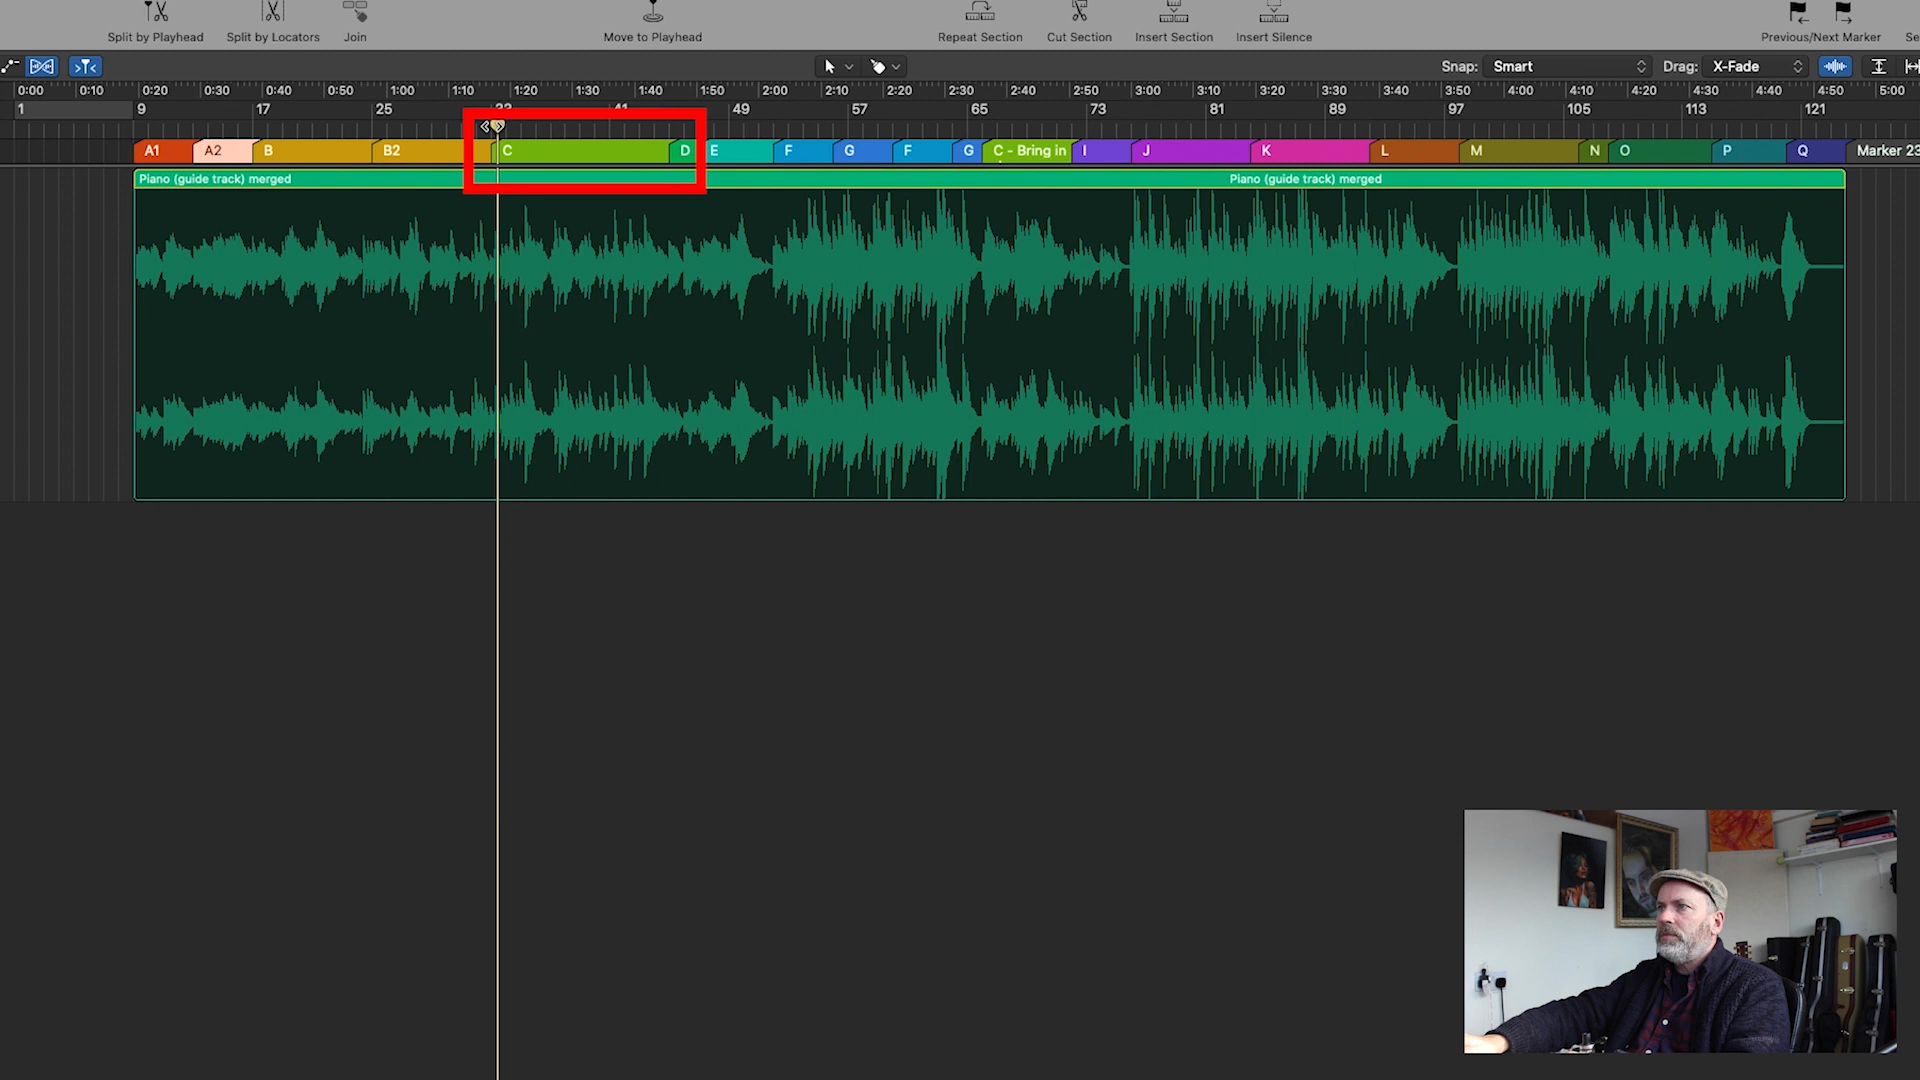 Split by Playhead Split by Locators Join Move to Playhead Repeat Section Cut Section Insert Section Insert Silence Previous/Next Marker
Snap: Smart Drag: X-Fade
0:00 0:10 0:20 0:30 0:40 0:50 1:00 1:10 1:20 1:30 1:40 1:50 2:00 2:10 2:20 2:30 2:40 2:50 3:00 3:10 3:20 3:30 3:40 3:50 4:00 4:10 4:20 4:30 4:40 4:50 5:00
1 9 17 25 33 41 49 57 65 73 81 89 97 105 113 121
A1 A2 B B2 C D E F G F G C - Bring in I J K L M N O P Q Marker 23
Piano (guide track) merged Piano (guide track) merged